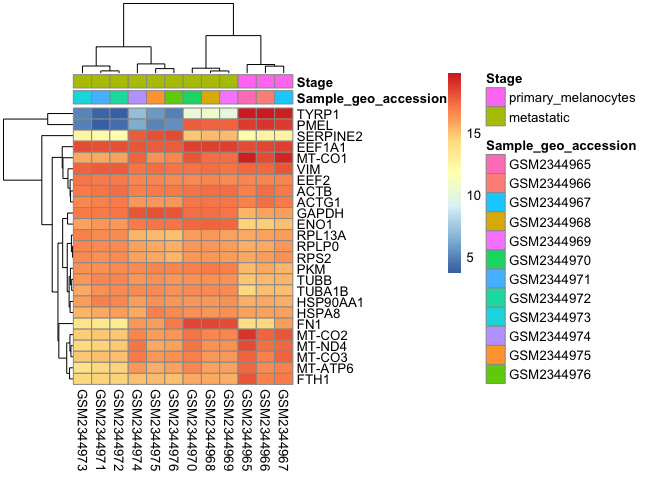 Stage
Sample_geo_accession
TYRP1
PMEL
SERPINE2
EEF1A1
MT-CO1
VIM
EEF2
ACTB
ACTG1
GAPDH
ENO1
RPL13A
RPLP0
RPS2
PKM
TUBB
TUBA1B
HSP90AA1
HSPA8
FN1
MT-CO2
MT-ND4
MT-CO3
MT-ATP6
FTH1
GSM2344973
GSM2344971
GSM2344972
GSM2344974
GSM2344975
GSM2344976
GSM2344970
GSM2344968
GSM2344969
GSM2344965
GSM2344966
GSM2344967
15
10
5
Stage
primary_melanocytes
metastatic
Sample_geo_accession
GSM2344965
GSM2344966
GSM2344967
GSM2344968
GSM2344969
GSM2344970
GSM2344971
GSM2344972
GSM2344973
GSM2344974
GSM2344975
GSM2344976